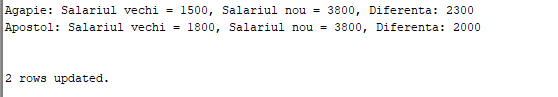 Agapie: Salariul vechi = 1500, Salariul nou = 3800, Diferenta: 2300
Apostol: Salariul vechi = 1800, Salariul nou = 3800, Diferenta: 2000
2 rows updated.